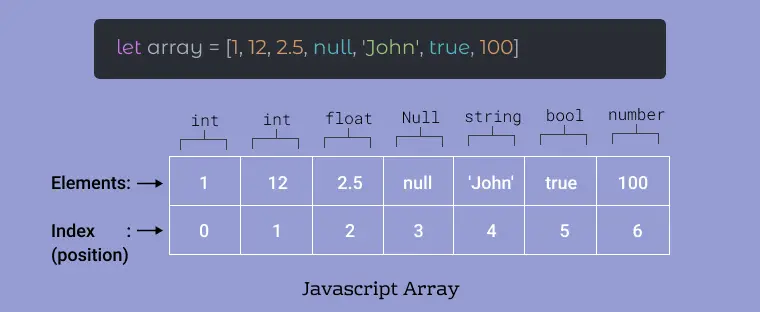 let array = [1, 12, 2.5, null, 'John', true, 100]
int int float Null string bool number
Elements: 1 12 2.5 null 'John' true 100
Index : 0 1 2 3 4 5 6
(position)
Javascript Array